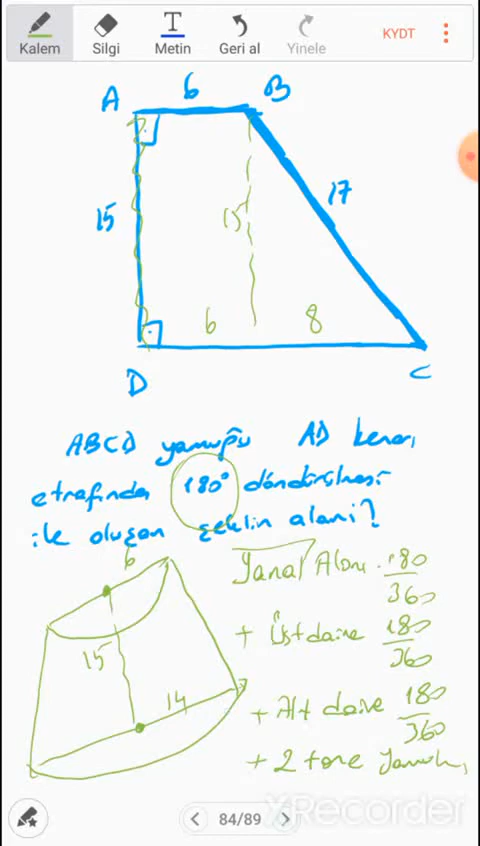 Kalem
Silgi
Metin
Geri al
Yinele
KYDT
A
6
B
15
15
17
6
8
D
C
ABCD yamuğu AD kenarı
etrafında 180° döndürülmesi
ile oluşan şeklin alanı?
6
15
14
Yanal Alanı . 180/360
+ Üst daire 180/360
+ Alt daire 180/360
+ 2 tane yamuk
84/89
XRecorder